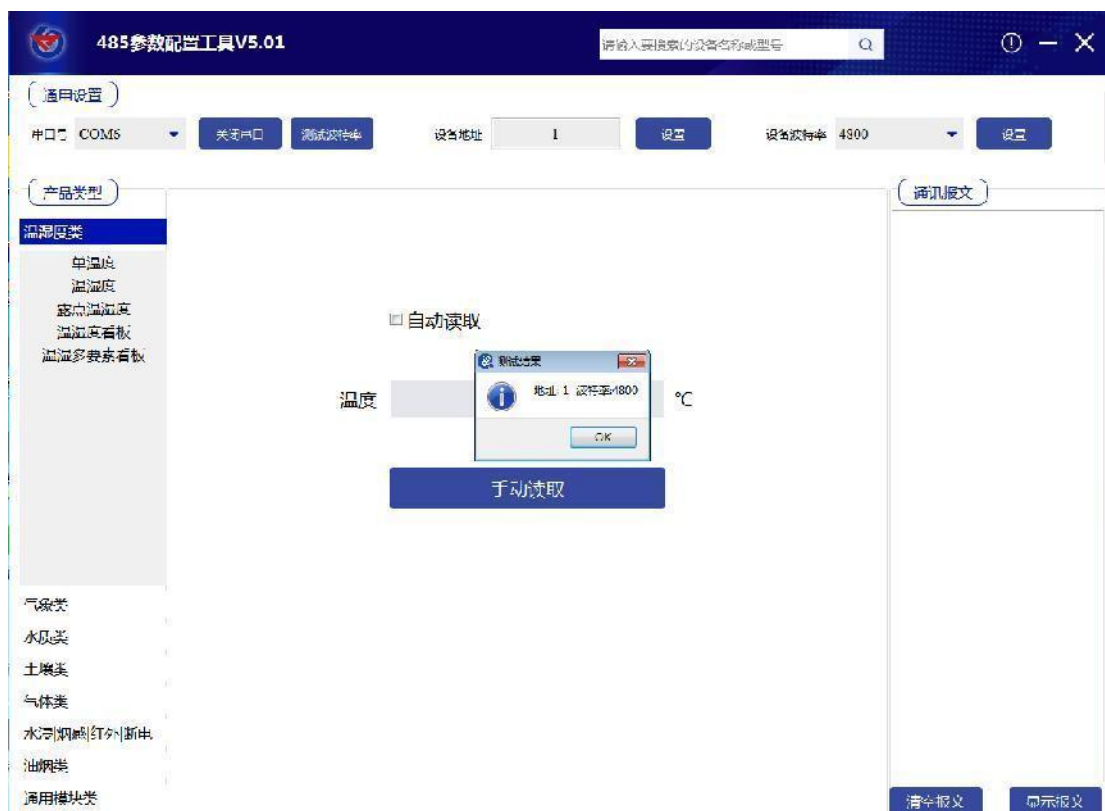 485参数配置工具V5.01
请输入要搜索的设备名称或型号
通用设置
串口号 COM6 关闭串口 测试波特率 设备地址 1 设置 设备波特率 4800 设置
产品类型
通讯报文
温湿度类
单温度
温湿度
露点温湿度
温湿度看板
温湿多要素看板
自动读取
测试结果
地址: 1 波特率:4800
OK
温度 ℃
手动读取
气象类
水质类
土壤类
气体类
水浸|烟感|红外|断电
油烟类
通用模块类
清空报文 显示报文